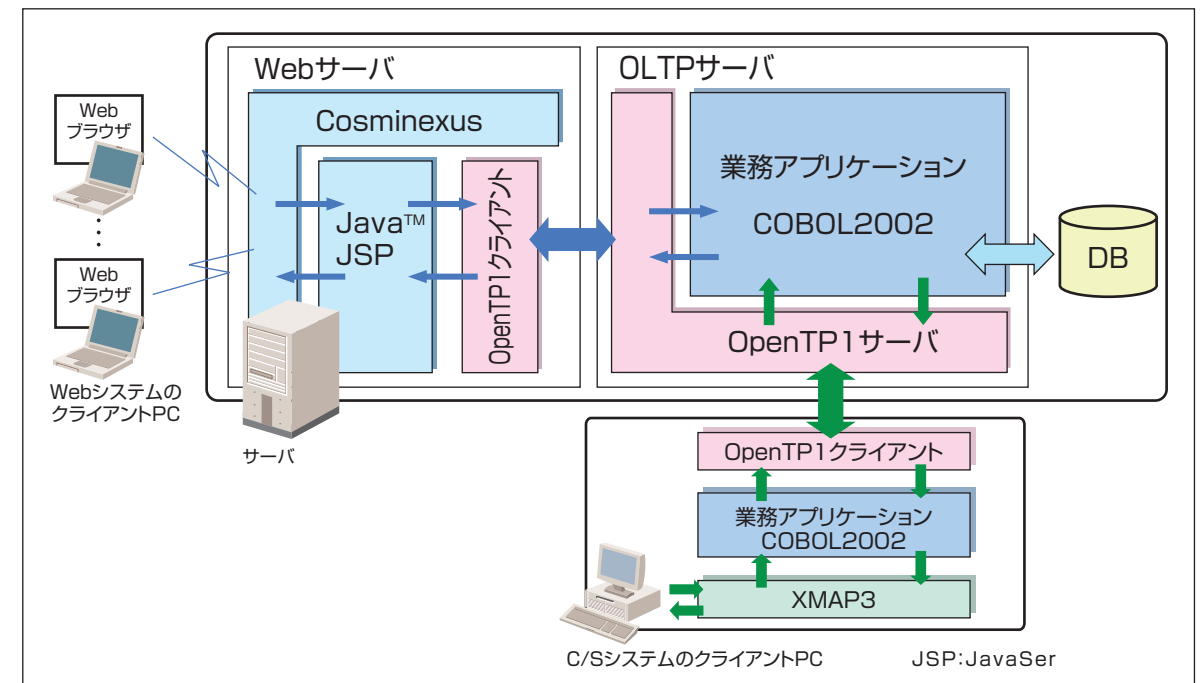 Webサーバ
OLTPサーバ
Web
ブラウザ
Cosminexus
業務アプリケーション
COBOL2002
Java™
JSP
OpenTP1クライアント
DB
Web
ブラウザ
OpenTP1サーバ
Webシステムの
クライアントPC
サーバ
OpenTP1クライアント
業務アプリケーション
COBOL2002
XMAP3
C/SシステムのクライアントPC
JSP:JavaSer